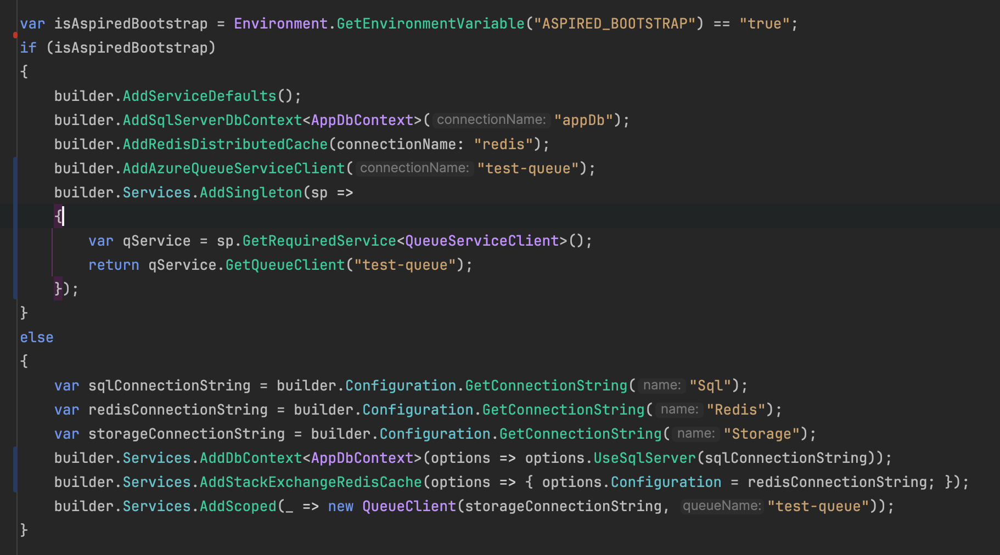 var isAspiredBootstrap = Environment.GetEnvironmentVariable("ASPIRED_BOOTSTRAP") == "true";
if (isAspiredBootstrap)
{
    builder.AddServiceDefaults();
    builder.AddSqlServerDbContext<AppDbContext>( connectionName: "appDb");
    builder.AddRedisDistributedCache(connectionName: "redis");
    builder.AddAzureQueueServiceClient( connectionName: "test-queue");
    builder.Services.AddSingleton(sp =>
    {
        var qService = sp.GetRequiredService<QueueServiceClient>();
        return qService.GetQueueClient("test-queue");
    });
}
else
{
    var sqlConnectionString = builder.Configuration.GetConnectionString( name: "Sql");
    var redisConnectionString = builder.Configuration.GetConnectionString( name: "Redis");
    var storageConnectionString = builder.Configuration.GetConnectionString( name: "Storage");
    builder.Services.AddDbContext<AppDbContext>(options => options.UseSqlServer(sqlConnectionString));
    builder.Services.AddStackExchangeRedisCache(options => { options.Configuration = redisConnectionString; });
    builder.Services.AddScoped(_ => new QueueClient(storageConnectionString, queueName: "test-queue"));
}